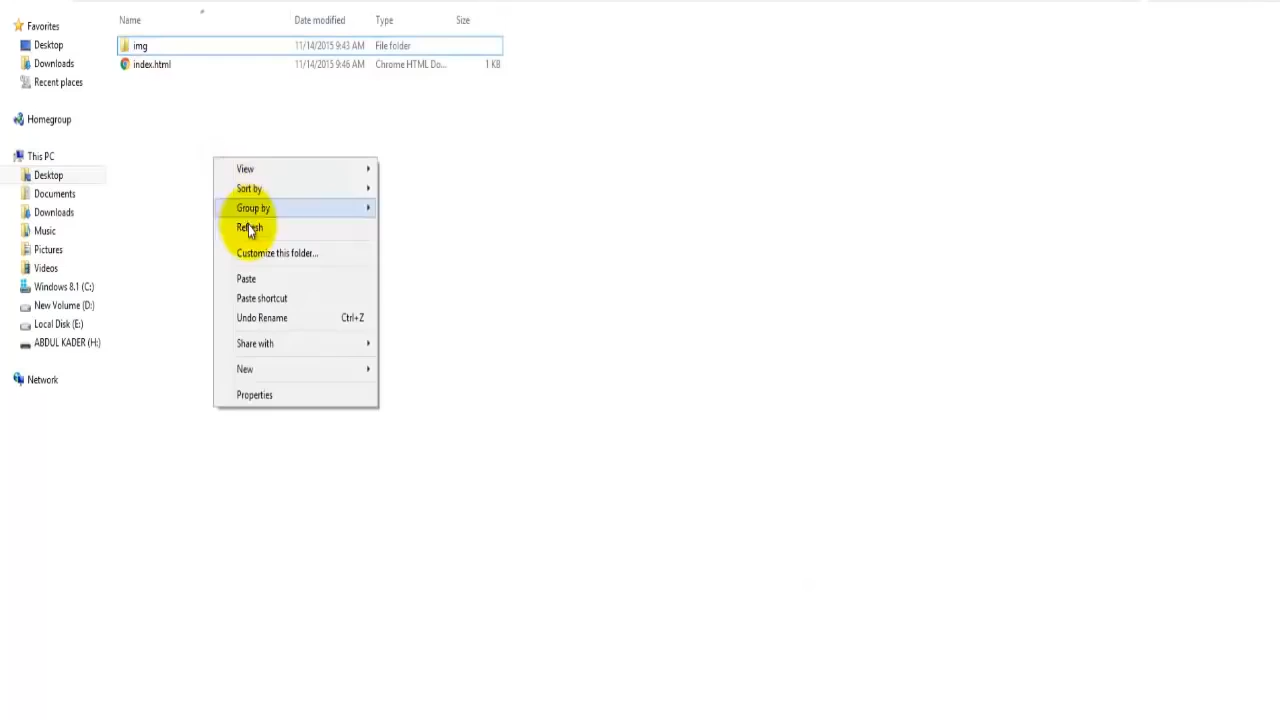 Name Date modified Type Size
Favorites
Desktop
Downloads
Recent places
Homegroup
This PC
Desktop
Documents
Downloads
Music
Pictures
Videos
Windows 8.1 (C:)
New Volume (D:)
Local Disk (E:)
ABDUL KADER (H:)
Network
img 11/14/2015 9:43 AM File folder
index.html 11/14/2015 9:46 AM Chrome HTML Do... 1 KB
View
Sort by
Group by
Refresh
Customize this folder...
Paste
Paste shortcut
Undo Rename Ctrl+Z
Share with
New
Properties